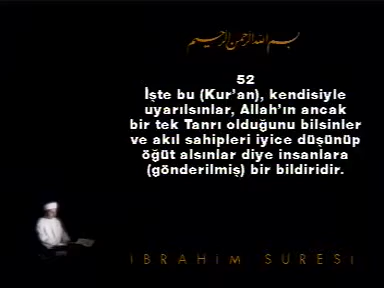 بسم الله الرحمن الرحيم
52
İşte bu (Kur'an), kendisiyle
uyarılsınlar, Allah'ın ancak
bir tek Tanrı olduğunu bilsinler
ve akıl sahipleri iyice düşünüp
öğüt alsınlar diye insanlara
(gönderilmiş) bir bildiridir.
İBRAHİM SURESİ